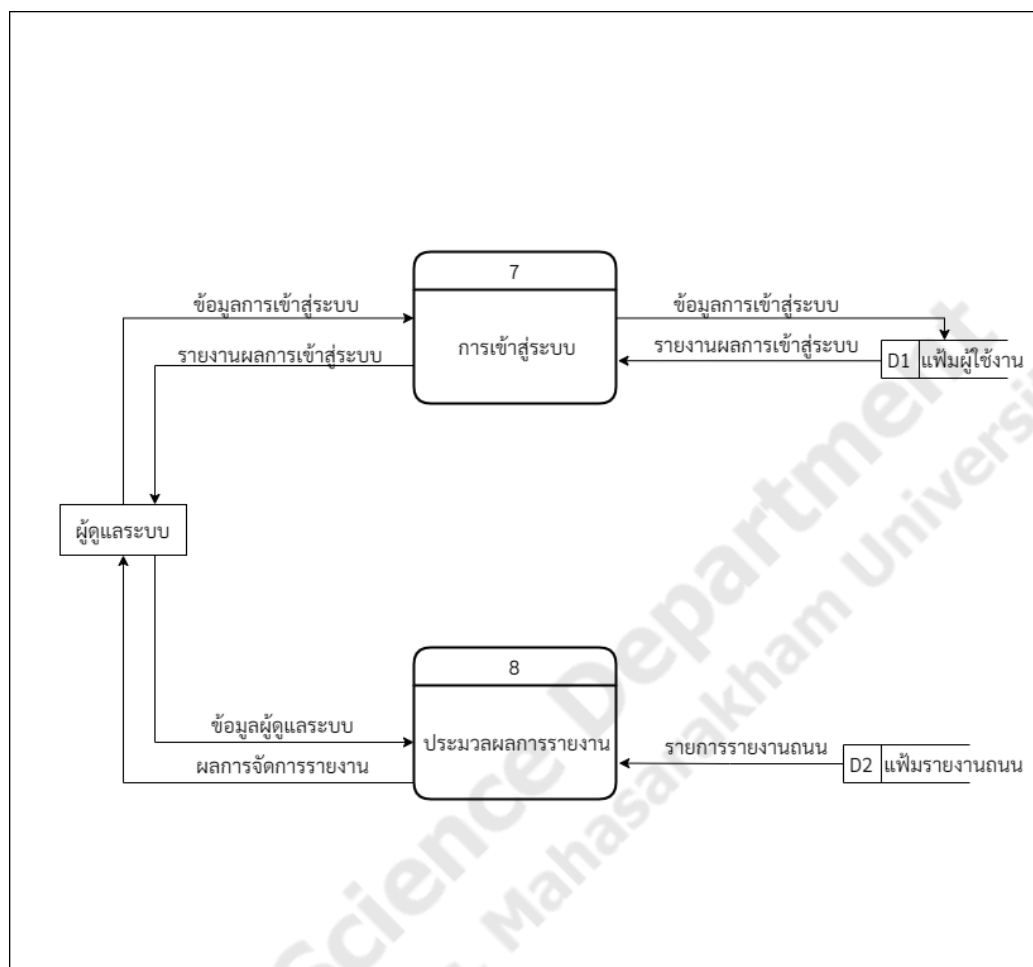 7
ข้อมูลการเข้าสู่ระบบ
ข้อมูลการเข้าสู่ระบบ
การเข้าสู่ระบบ
รายงานผลการเข้าสู่ระบบ
รายงานผลการเข้าสู่ระบบ
D1 แฟ้มผู้ใช้งาน
ผู้ดูแลระบบ
8
ข้อมูลผู้ดูแลระบบ
ประมวลผลการรายงาน
รายการรายงานถนน
ผลการจัดการรายงาน
D2 แฟ้มรายงานถนน
Science Department
Mahasarakham